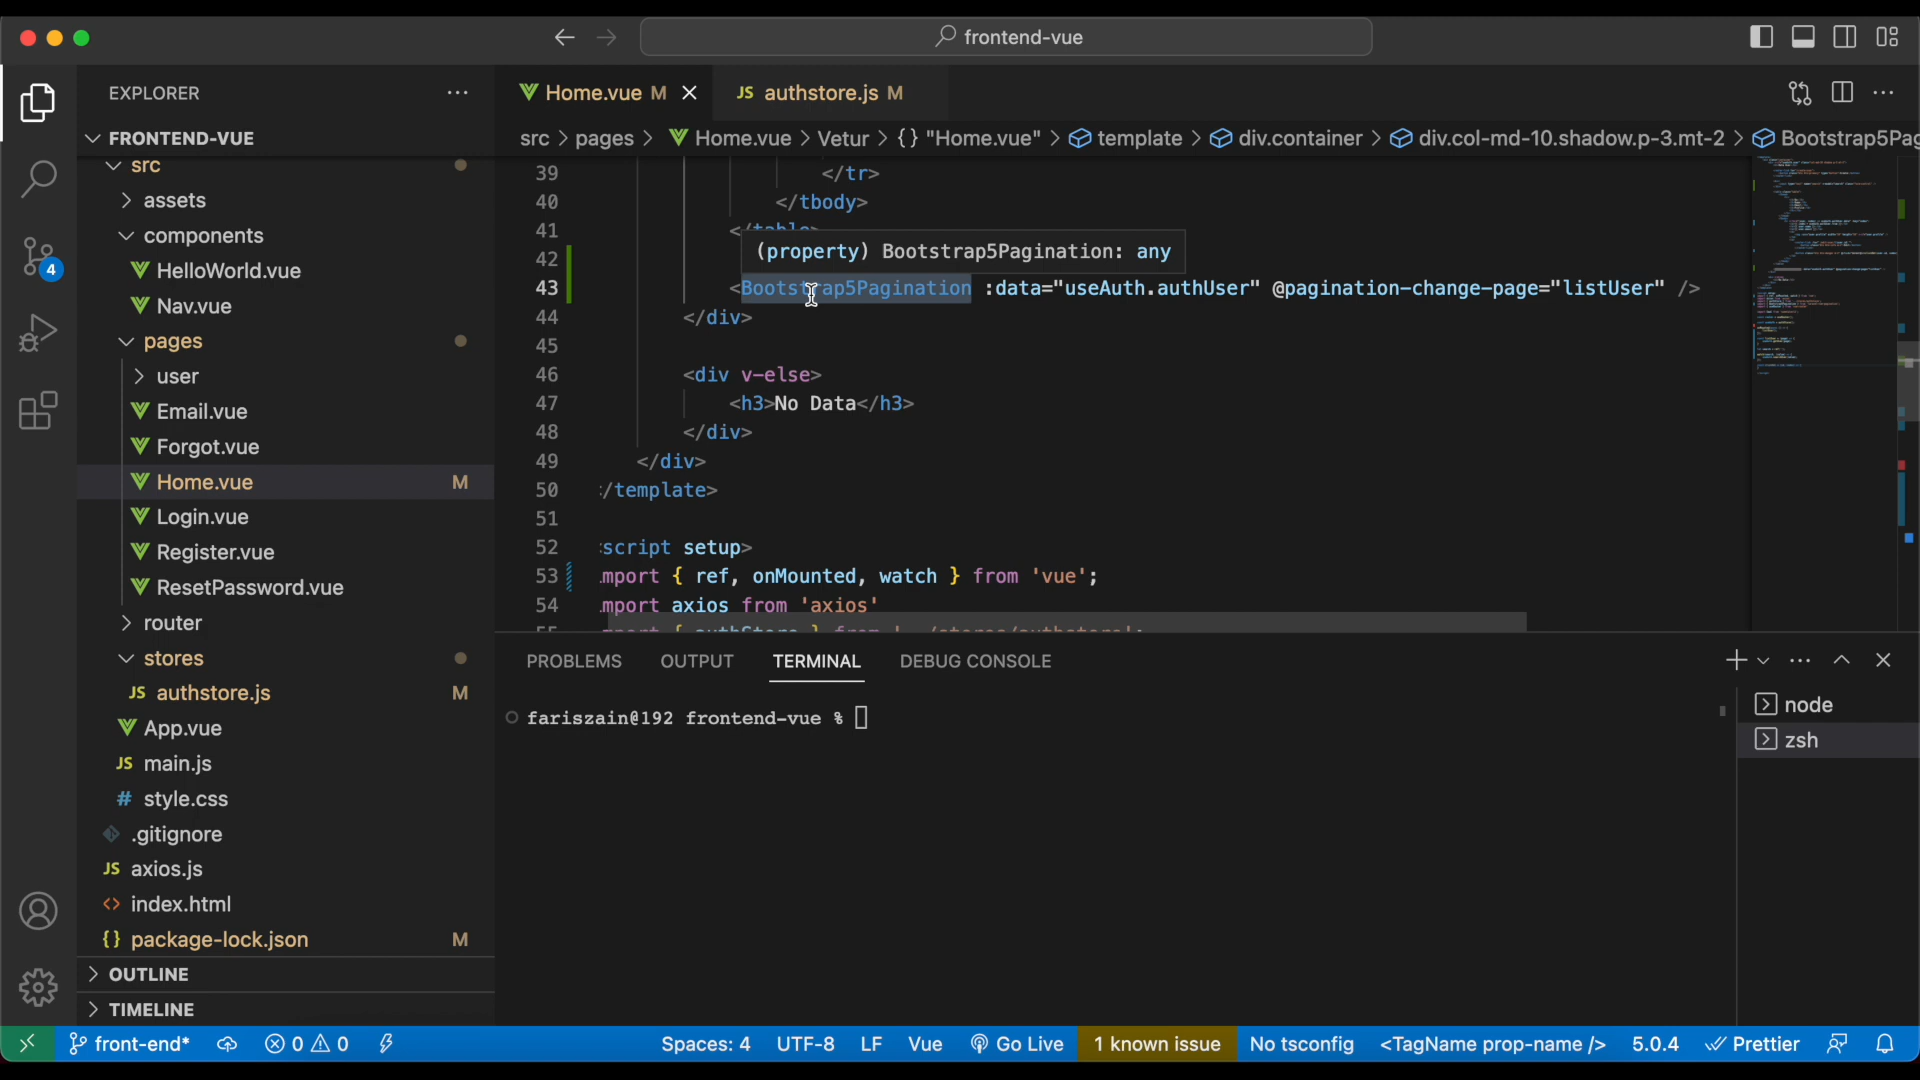 frontend-vue
EXPLORER
FRONTEND-VUE
src
assets
components
HelloWorld.vue
Nav.vue
pages
user
Email.vue
Forgot.vue
Home.vue M
Login.vue
Register.vue
ResetPassword.vue
router
stores
JS authstore.js M
App.vue
JS main.js
# style.css
.gitignore
JS axios.js
<> index.html
{} package-lock.json M
OUTLINE
TIMELINE
4
Home.vue M
JS authstore.js M
src > pages > Home.vue > Vetur > {} "Home.vue" > template > div.container > div.col-md-10.shadow.p-3.mt-2 > Bootstrap5Pag
39 </tr>
40 </tbody>
41 </table>
(property) Bootstrap5Pagination: any
42
43 <Bootstrap5Pagination :data="useAuth.authUser" @pagination-change-page="listUser" />
44 </div>
45
46 <div v-else>
47 <h3>No Data</h3>
48 </div>
49 </div>
50 /template>
51
52 script setup>
53 mport { ref, onMounted, watch } from 'vue';
54 mport axios from 'axios'
PROBLEMS OUTPUT TERMINAL DEBUG CONSOLE
fariszain@192 frontend-vue %
node
zsh
front-end* 0 0 Spaces: 4 UTF-8 LF Vue Go Live 1 known issue No tsconfig <TagName prop-name /> 5.0.4 Prettier